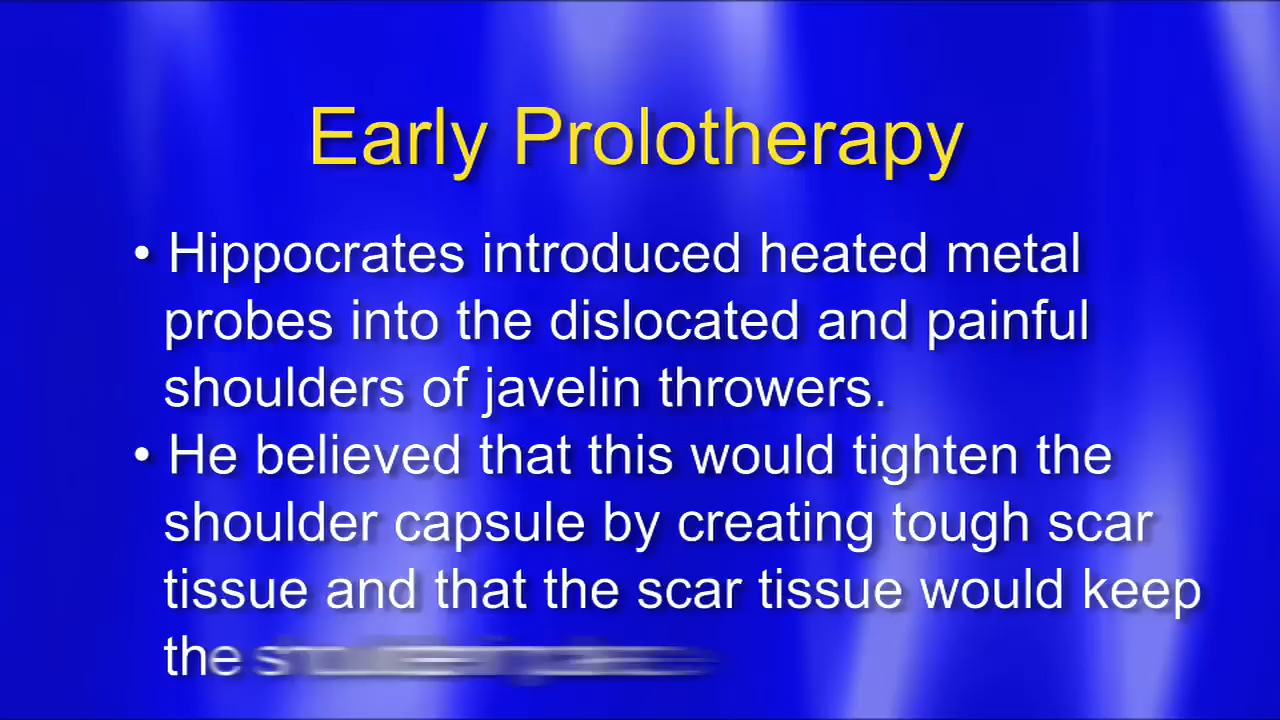 Early Prolotherapy
• Hippocrates introduced heated metal
probes into the dislocated and painful
shoulders of javelin throwers.
• He believed that this would tighten the
shoulder capsule by creating tough scar
tissue and that the scar tissue would keep
the